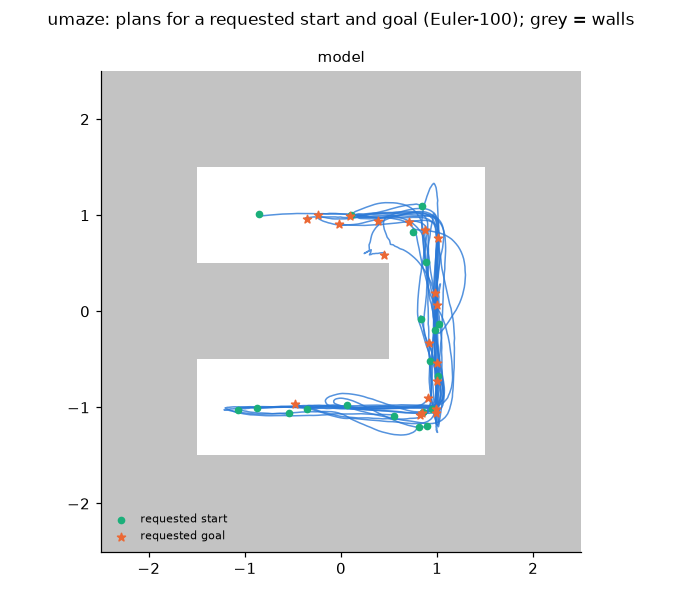 umaze: plans for a requested start and goal (Euler-100); grey = walls
model
2
1
0
−1
−2
requested start
requested goal
−2 −1 0 1 2